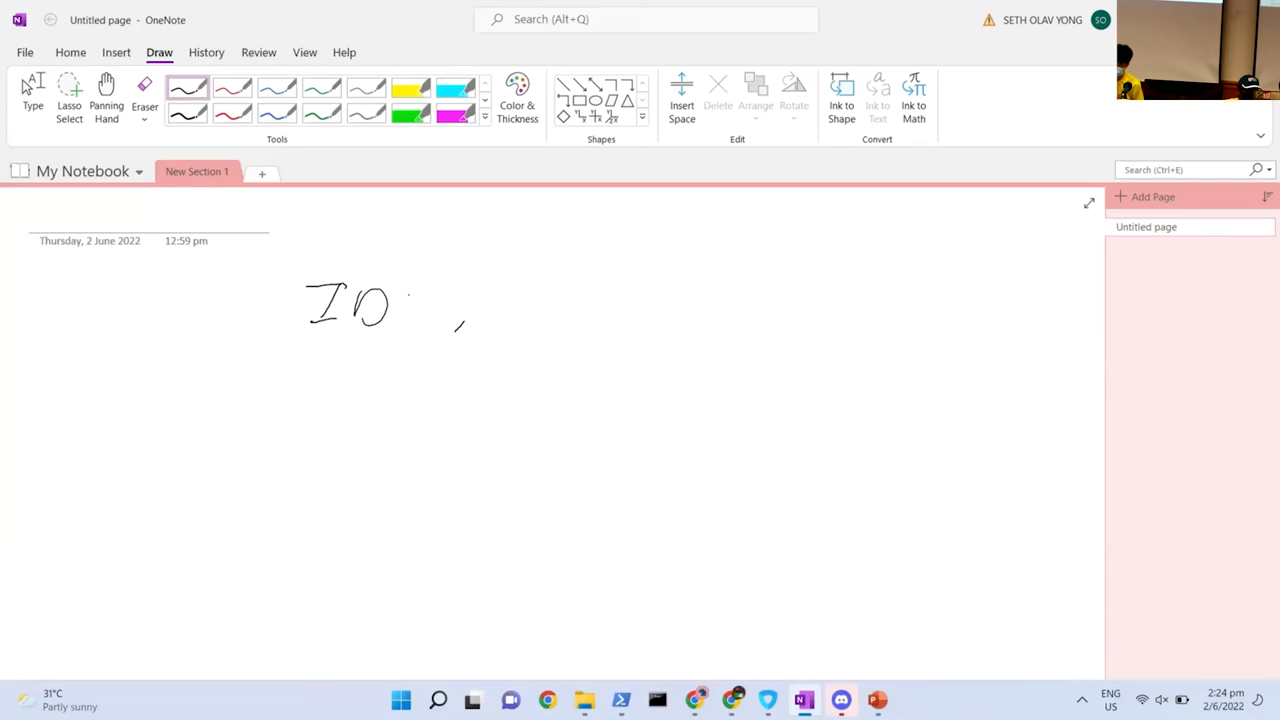 Untitled page - OneNote
Search (Alt+Q)
SETH OLAV YONG
SO
File Home Insert Draw History Review View Help
Type
Lasso Select
Panning Hand
Eraser
Color & Thickness
Insert Space
Delete
Arrange
Rotate
Ink to Shape
Ink to Text
Ink to Math
Tools
Shapes
Edit
Convert
My Notebook
New Section 1
Search (Ctrl+E)
Add Page
Untitled page
Thursday, 2 June 2022 12:59 pm
ID ,
31°C
Partly sunny
ENG
US
2:24 pm
2/6/2022